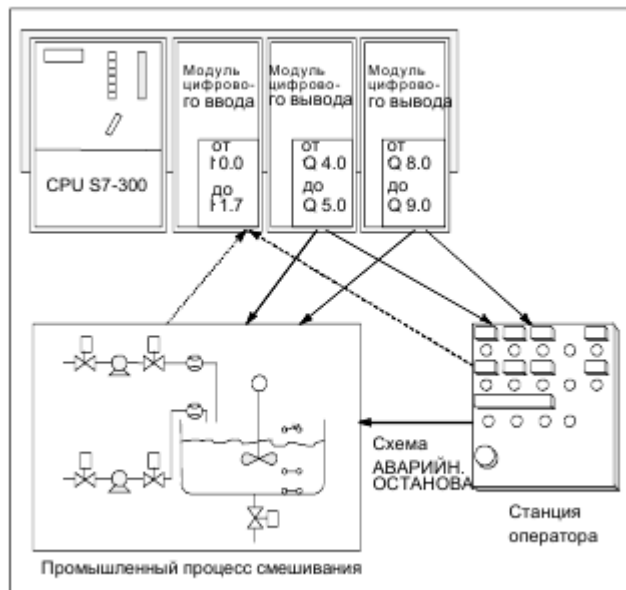 CPU S7-300
Модуль
цифрово-
го ввода
от
I 0.0
до
I 1.7
Модуль
цифрово-
го вывода
от
Q 4.0
до
Q 5.0
Модуль
цифрово-
го вывода
от
Q 8.0
до
Q 9.0
Схема
АВАРИЙН.
ОСТАНОВА
Станция
оператора
Промышленный процесс смешивания